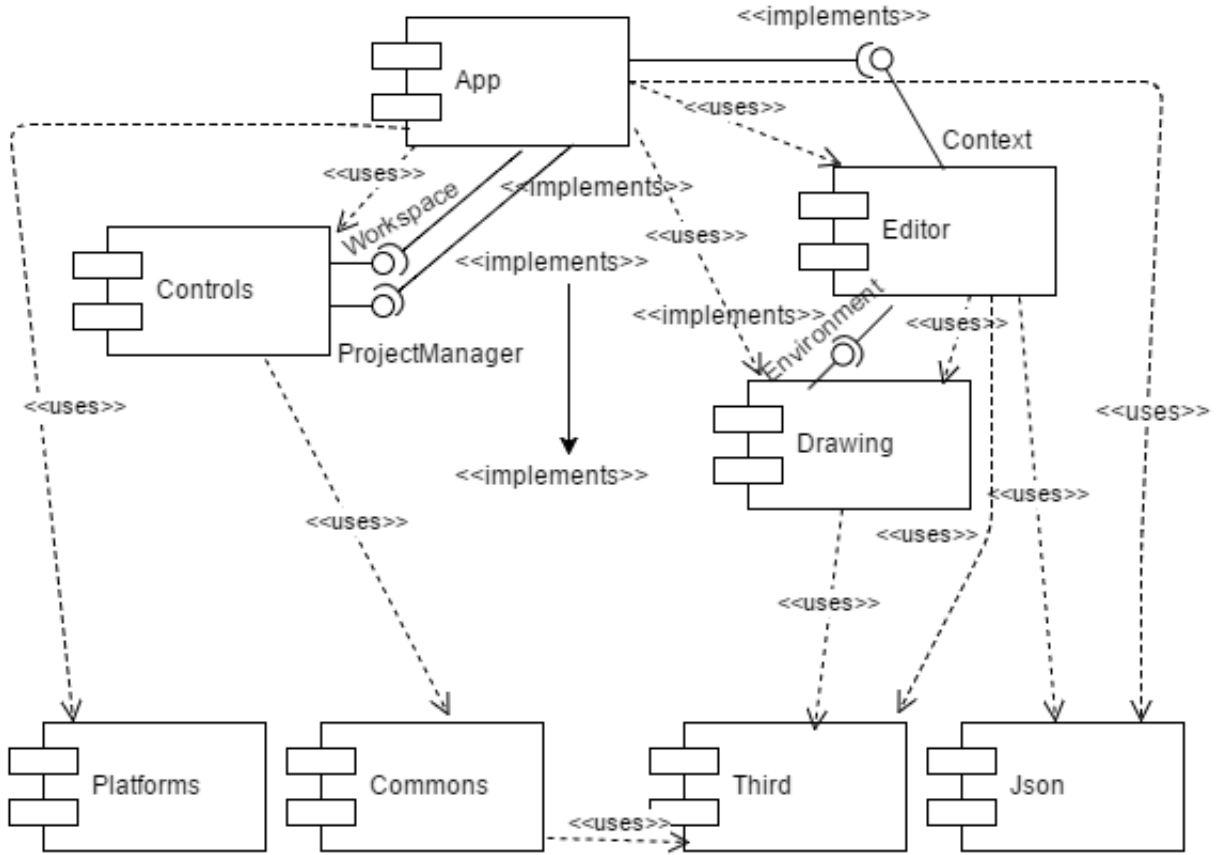 <<implements>>
App
<<uses>>
Context
<<uses>>
<<implements>>
Workspace
Editor
<<uses>>
<<implements>>
Controls
<<implements>>
Environment
<<uses>>
ProjectManager
<<uses>>
<<uses>>
Drawing
<<implements>>
<<uses>>
<<uses>>
<<uses>>
<<uses>>
Platforms
Commons
Third
Json
<<uses>>